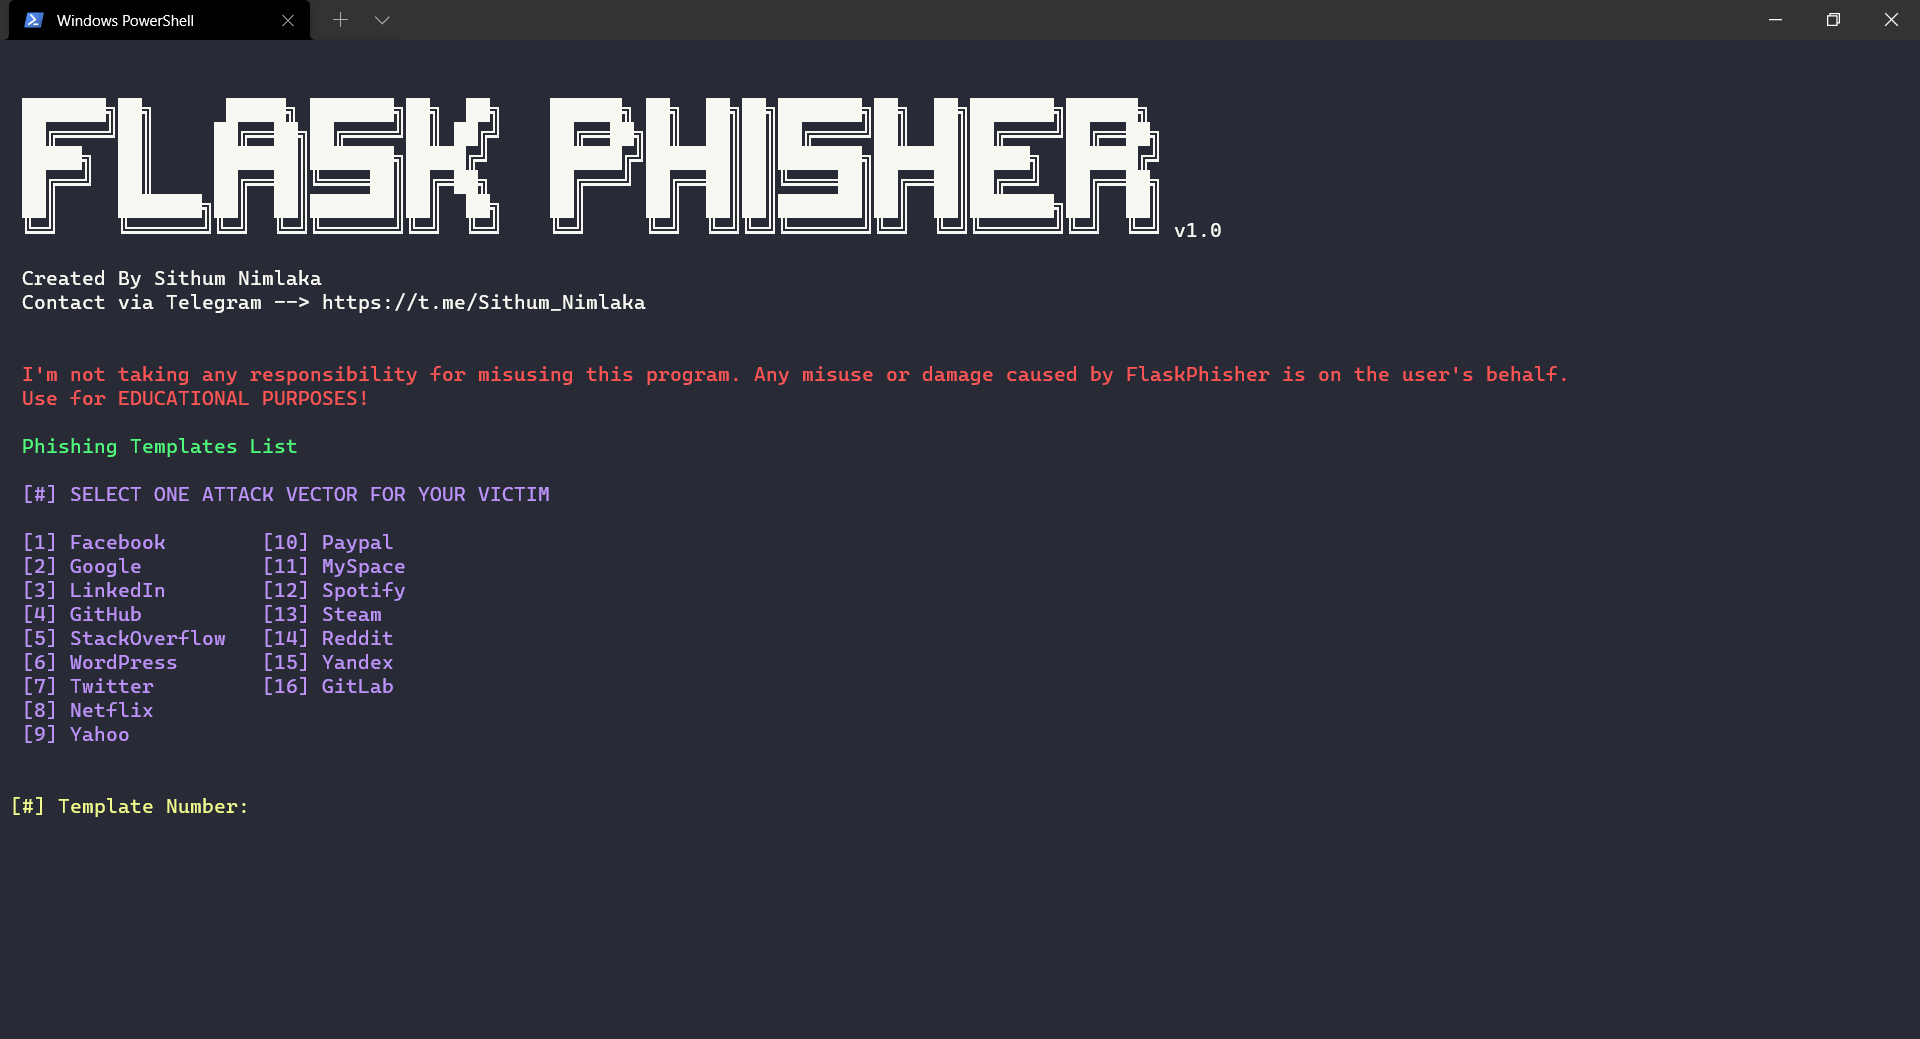 Windows PowerShell
FLASK PHISHER v1.0
Created By Sithum Nimlaka
Contact via Telegram --> https://t.me/Sithum_Nimlaka
I'm not taking any responsibility for misusing this program. Any misuse or damage caused by FlaskPhisher is on the user's behalf.
Use for EDUCATIONAL PURPOSES!
Phishing Templates List
[#] SELECT ONE ATTACK VECTOR FOR YOUR VICTIM
[1] Facebook [10] Paypal
[2] Google [11] MySpace
[3] LinkedIn [12] Spotify
[4] GitHub [13] Steam
[5] StackOverflow [14] Reddit
[6] WordPress [15] Yandex
[7] Twitter [16] GitLab
[8] Netflix
[9] Yahoo
[#] Template Number: